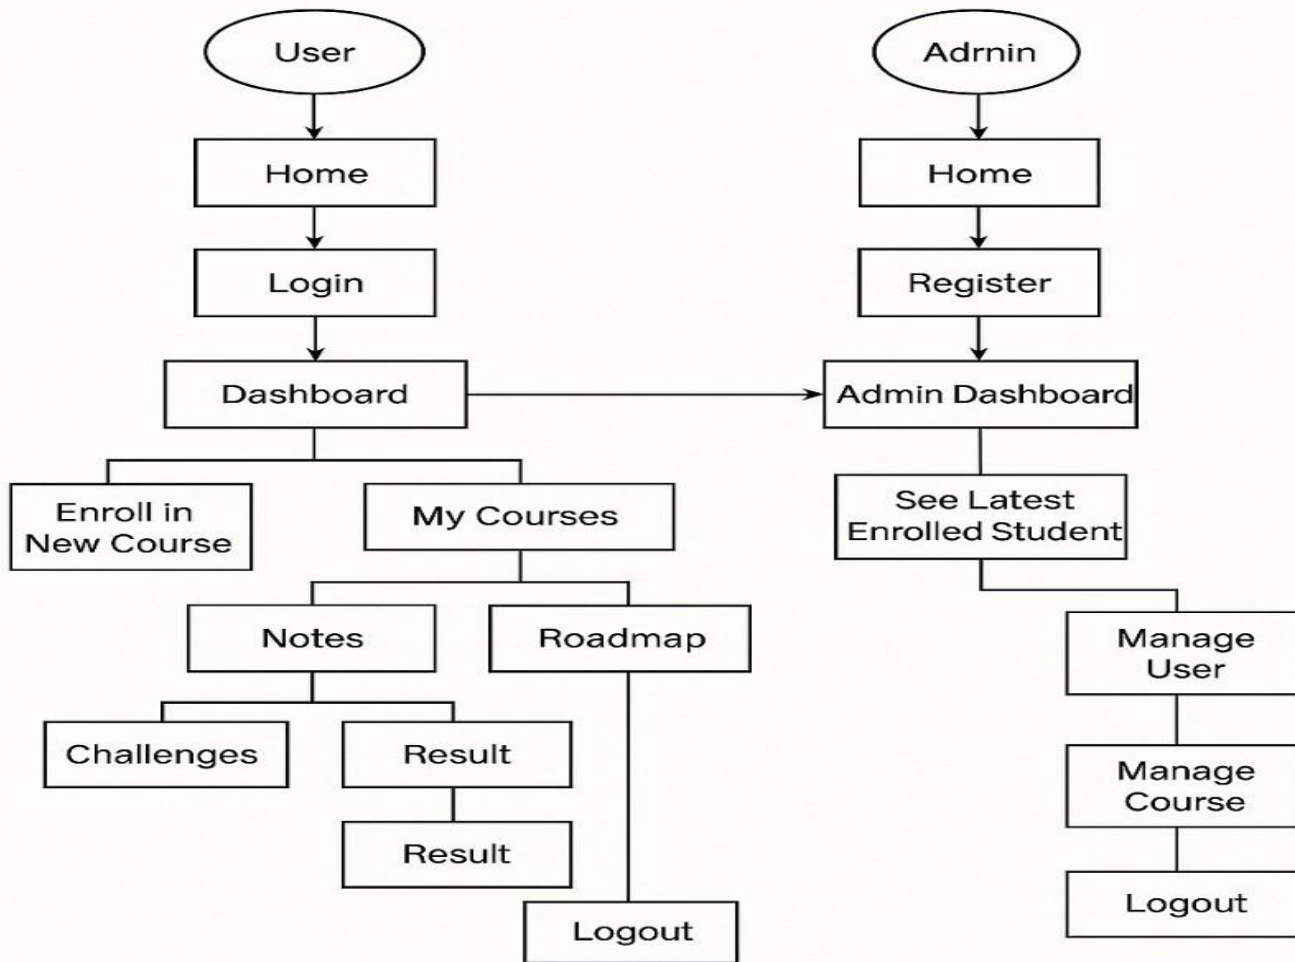 User
Home
Login
Dashboard
Enroll in
New Course
My Courses
Notes
Roadmap
Challenges
Result
Result
Logout
Adrnin
Home
Register
Admin Dashboard
See Latest
Enrolled Student
Manage
User
Manage
Course
Logout